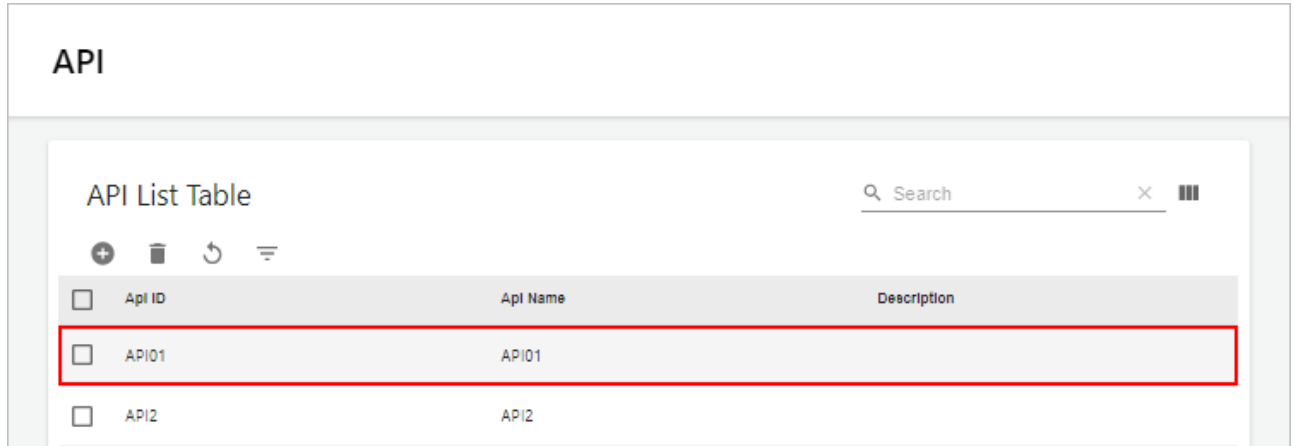 API
API List Table
Search
Api ID Api Name Description
API01 API01
API2 API2